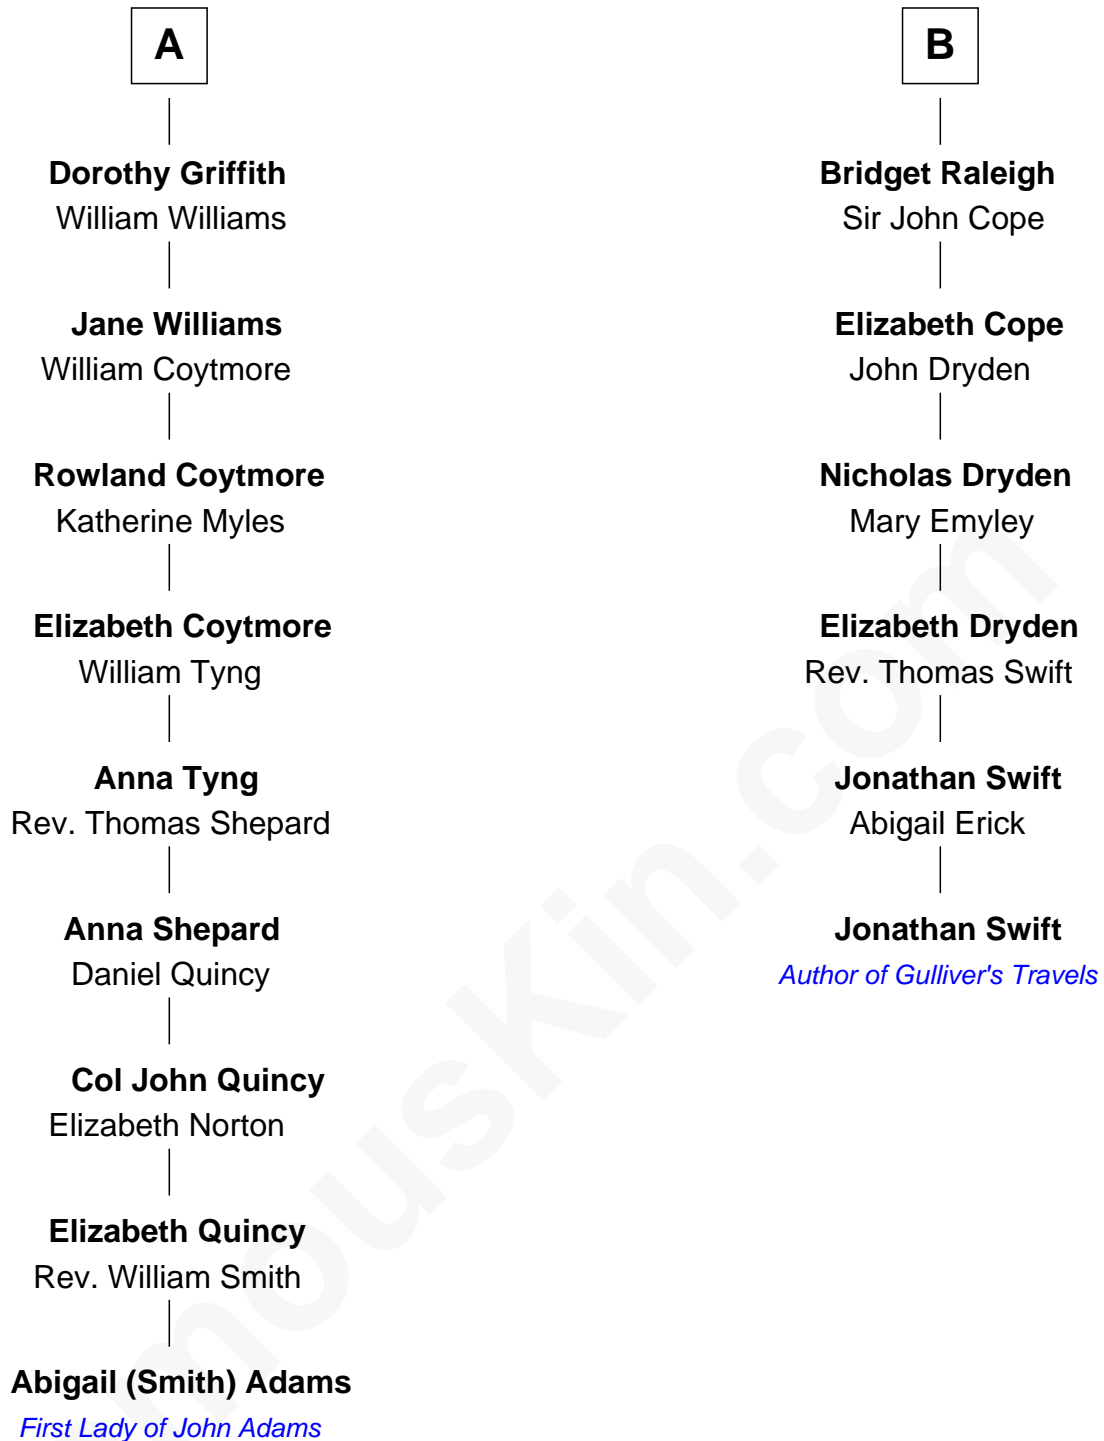 A
Dorothy Griffith
William Williams
Jane Williams
William Coytmore
Rowland Coytmore
Katherine Myles
Elizabeth Coytmore
William Tyng
Anna Tyng
Rev. Thomas Shepard
Anna Shepard
Daniel Quincy
Col John Quincy
Elizabeth Norton
Elizabeth Quincy
Rev. William Smith
Abigail (Smith) Adams
First Lady of John Adams
B
Bridget Raleigh
Sir John Cope
Elizabeth Cope
John Dryden
Nicholas Dryden
Mary Emyley
Elizabeth Dryden
Rev. Thomas Swift
Jonathan Swift
Abigail Erick
Jonathan Swift
Author of Gulliver's Travels
mousKin.com